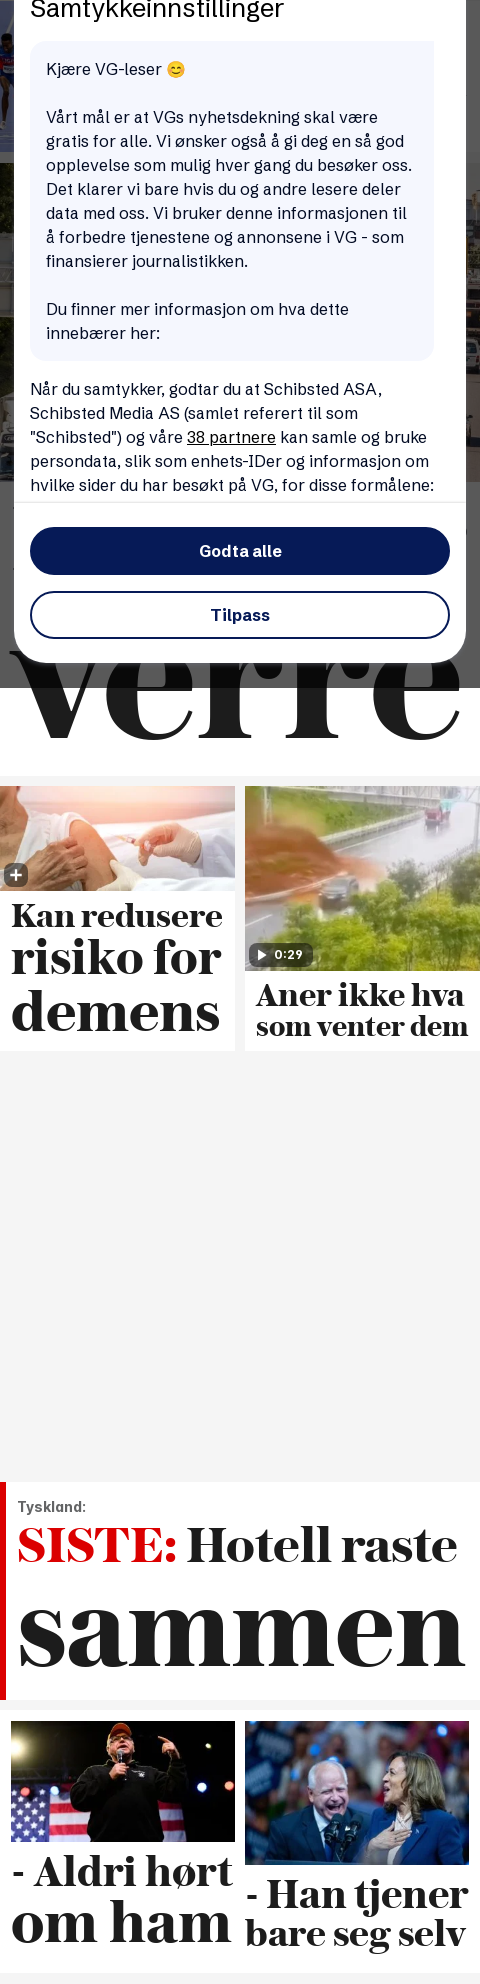 Samtykkeinnstillinger
Kjære VG-leser 😊
Vårt mål er at VGs nyhetsdekning skal være
gratis for alle. Vi ønsker også å gi deg en så god
opplevelse som mulig hver gang du besøker oss.
Det klarer vi bare hvis du og andre lesere deler
data med oss. Vi bruker denne informasjonen til
å forbedre tjenestene og annonsene i VG - som
finansierer journalistikken.
Du finner mer informasjon om hva dette
innebærer her:
Når du samtykker, godtar du at Schibsted ASA,
Schibsted Media AS (samlet referert til som
"Schibsted") og våre 38 partnere kan samle og bruke
persondata, slik som enhets-IDer og informasjon om
hvilke sider du har besøkt på VG, for disse formålene:
Godta alle
Tilpass
verre
Kan redusere
risiko for
demens
0:29
Aner ikke hva
som venter dem
Tyskland:
SISTE: Hotell raste
sammen
- Aldri hørt
om ham
- Han tjener
bare seg selv